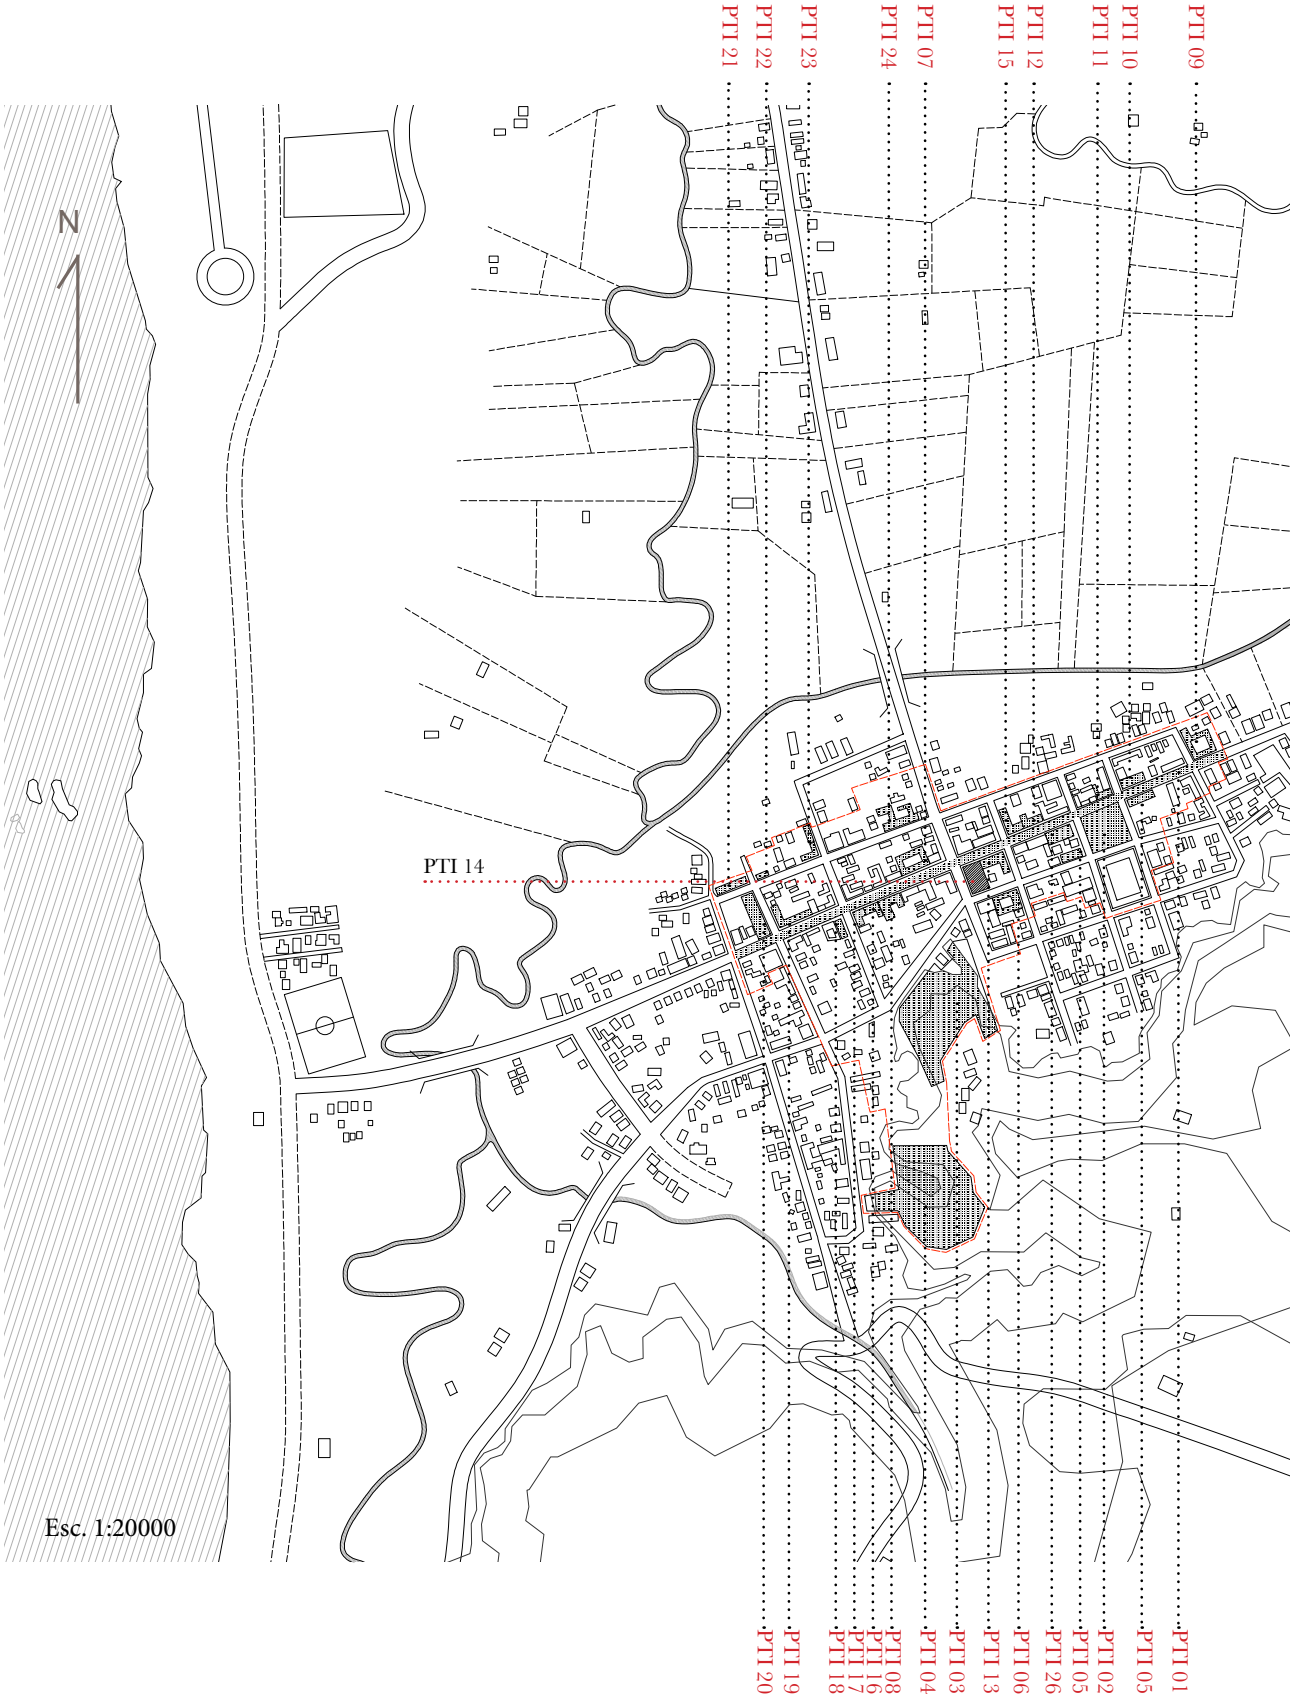 PTI 21
PTI 22
PTI 23
PTI 24
PTI 07
PTI 15
PTI 12
PTI 11
PTI 10
PTI 09
N
PTI 14
Esc. 1:20000
PTI 20
PTI 19
PTI 18
PTI 17
PTI 16
PTI 08
PTI 04
PTI 03
PTI 13
PTI 06
PTI 26
PTI 05
PTI 02
PTI 05
PTI 01